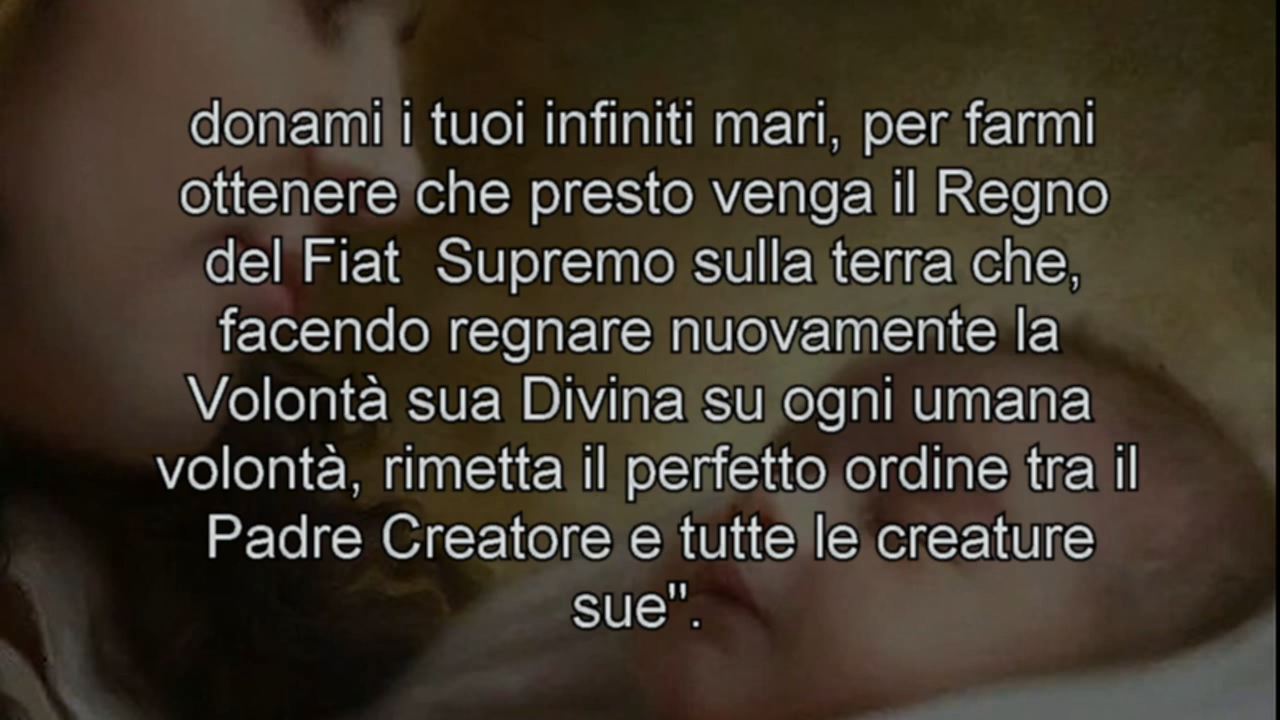 donami i tuoi infiniti mari, per farmi
ottenere che presto venga il Regno
del Fiat  Supremo sulla terra che,
facendo regnare nuovamente la
Volontà sua Divina su ogni umana
volontà, rimetta il perfetto ordine tra il
Padre Creatore e tutte le creature
sue".